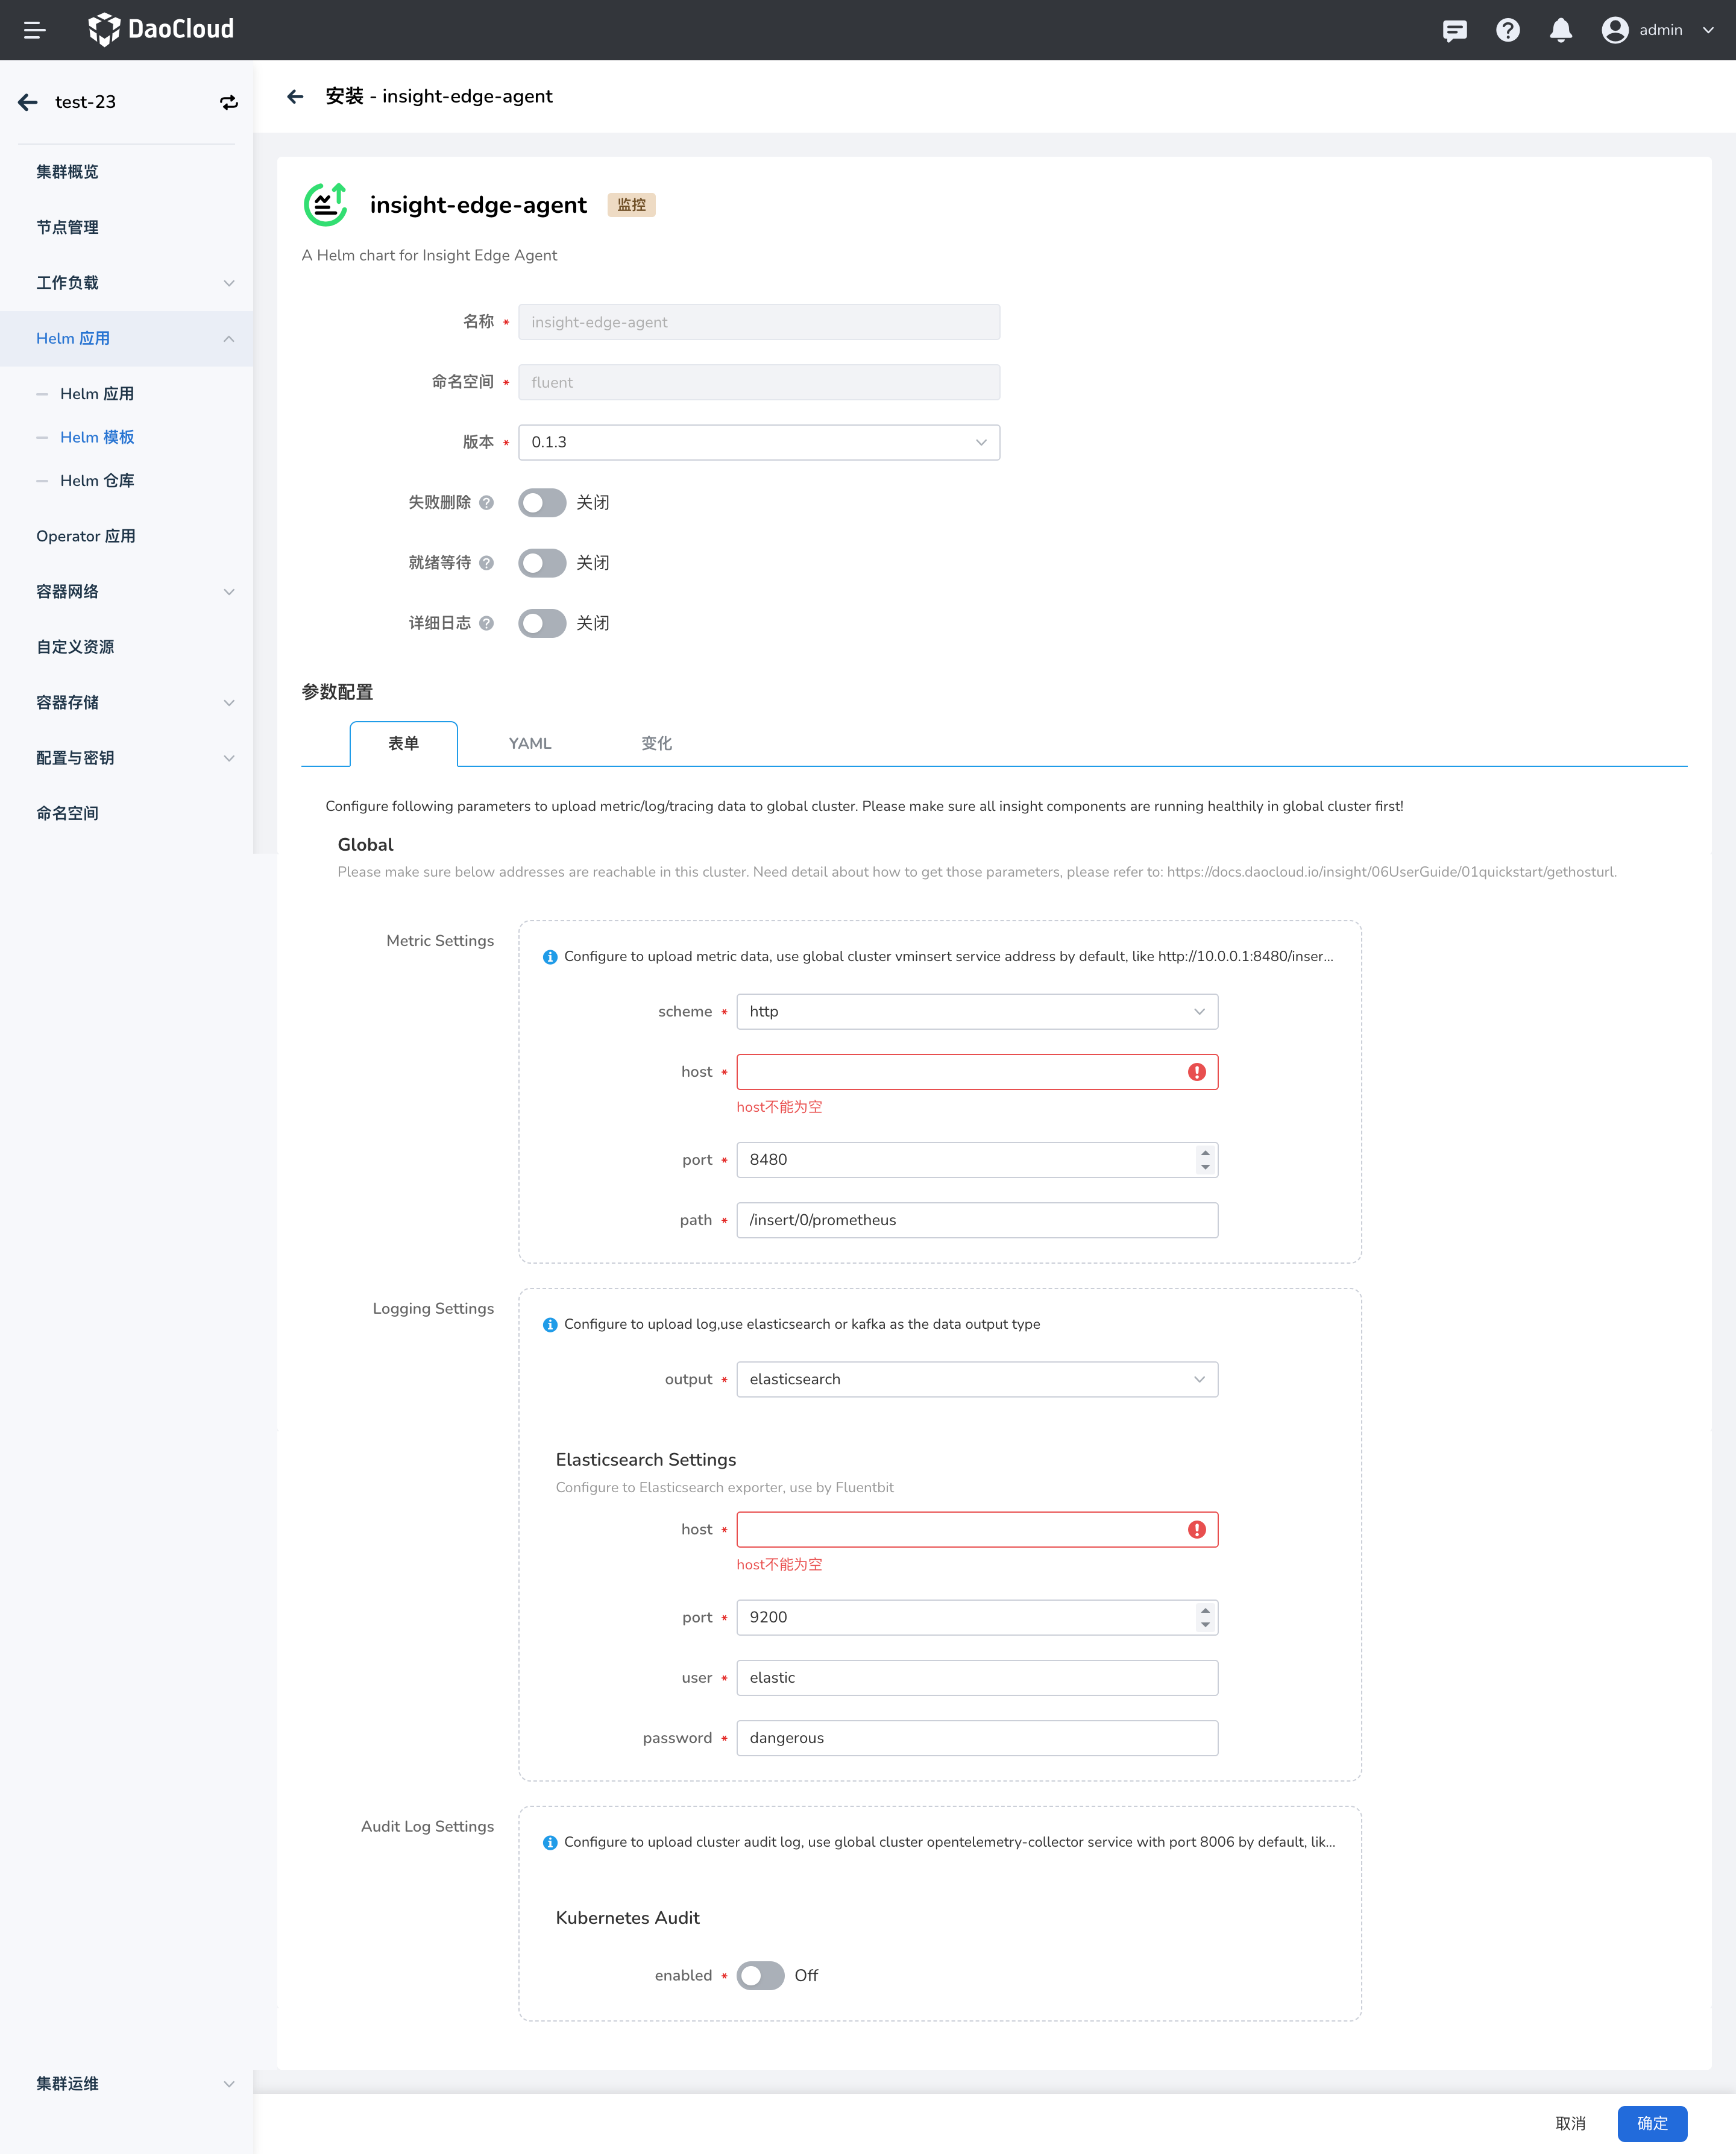 DaoCloud
admin
test-23
集群概览
节点管理
工作负载
Helm 应用
Helm 应用
Helm 模板
Helm 仓库
Operator 应用
容器网络
自定义资源
容器存储
配置与密钥
命名空间
集群运维
安装 - insight-edge-agent
insight-edge-agent 监控
A Helm chart for Insight Edge Agent
名称 * insight-edge-agent
命名空间 * fluent
版本 * 0.1.3
失败删除 关闭
就绪等待 关闭
详细日志 关闭
参数配置
表单 YAML 变化
Configure following parameters to upload metric/log/tracing data to global cluster. Please make sure all insight components are running healthily in global cluster first!
Global
Please make sure below addresses are reachable in this cluster. Need detail about how to get those parameters, please refer to: https://docs.daocloud.io/insight/06UserGuide/01quickstart/gethosturl.
Metric Settings
Configure to upload metric data, use global cluster vminsert service address by default, like http://10.0.0.1:8480/inser...
scheme * http
host *
host不能为空
port * 8480
path * /insert/0/prometheus
Logging Settings
Configure to upload log,use elasticsearch or kafka as the data output type
output * elasticsearch
Elasticsearch Settings
Configure to Elasticsearch exporter, use by Fluentbit
host *
host不能为空
port * 9200
user * elastic
password * dangerous
Audit Log Settings
Configure to upload cluster audit log, use global cluster opentelemetry-collector service with port 8006 by default, lik...
Kubernetes Audit
enabled * Off
取消 确定